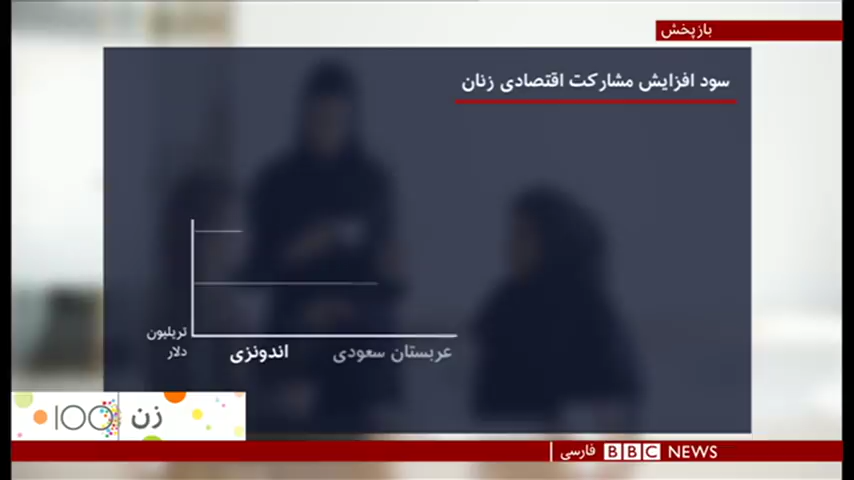 بازپخش
سود افزایش مشارکت اقتصادی زنان
تریلیون
دلار
اندونزی
عربستان سعودی
100 زن
BBC NEWS فارسی